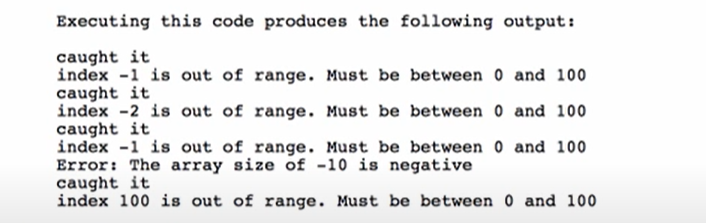 Executing this code produces the following output:
caught it
index -1 is out of range. Must be between 0 and 100
caught it
index -2 is out of range. Must be between 0 and 100
caught it
index -1 is out of range. Must be between 0 and 100
Error: The array size of -10 is negative
caught it
index 100 is out of range. Must be between 0 and 100